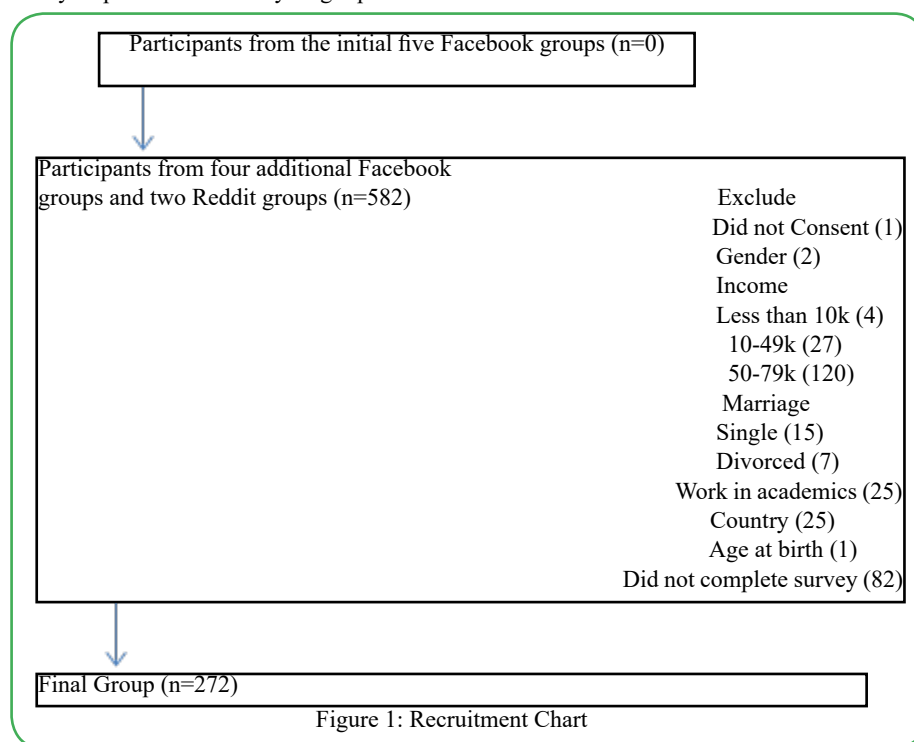 Participants from the initial five Facebook groups (n=0)
Participants from four additional Facebook
groups and two Reddit groups (n=582)
Exclude
Did not Consent (1)
Gender (2)
Income
Less than 10k (4)
10-49k (27)
50-79k (120)
Marriage
Single (15)
Divorced (7)
Work in academics (25)
Country (25)
Age at birth (1)
Did not complete survey (82)
Final Group (n=272)
Figure 1: Recruitment Chart